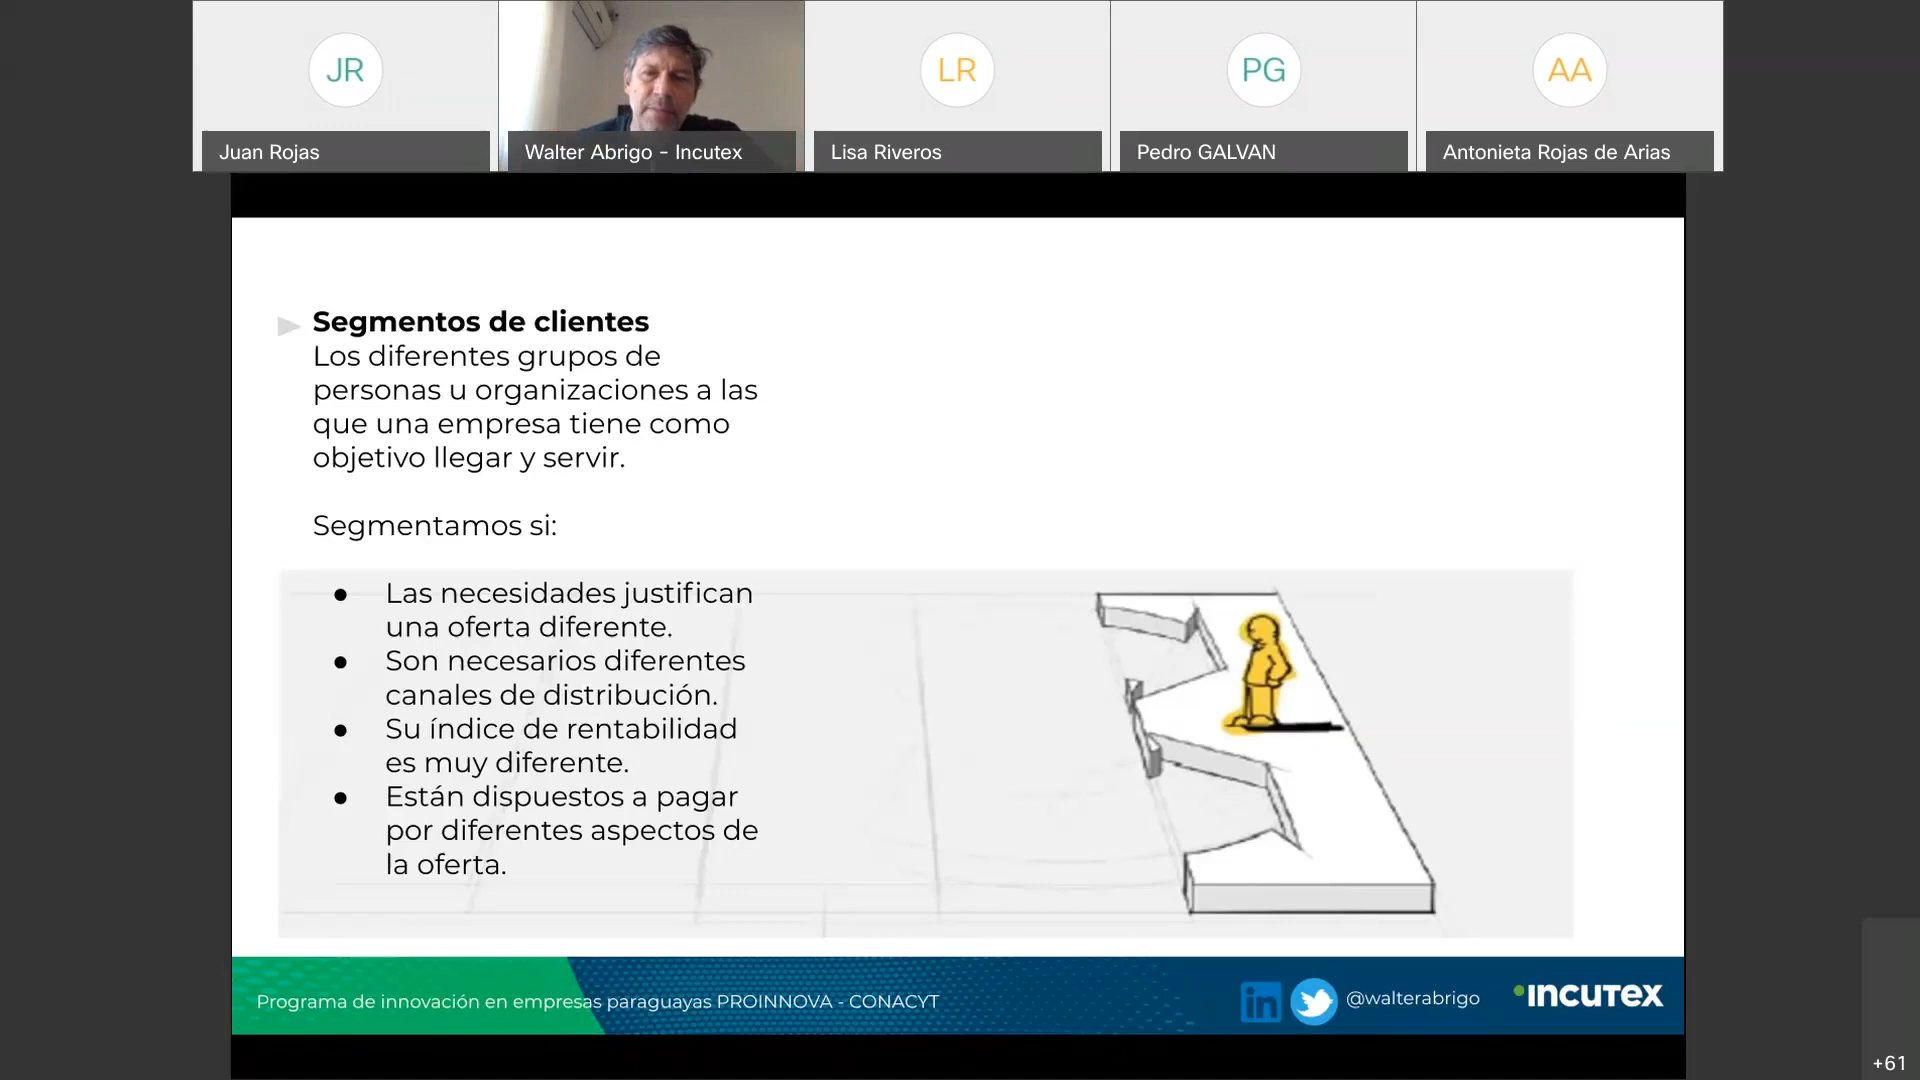 JR
LR
PG
AA
Juan Rojas
Walter Abrigo - Incutex
Lisa Riveros
Pedro GALVAN
Antonieta Rojas de Arias
Segmentos de clientes
Los diferentes grupos de
personas u organizaciones a las
que una empresa tiene como
objetivo llegar y servir.
Segmentamos si:
● Las necesidades justifican
una oferta diferente.
● Son necesarios diferentes
canales de distribución.
● Su índice de rentabilidad
es muy diferente.
● Están dispuestos a pagar
por diferentes aspectos de
la oferta.
Programa de innovación en empresas paraguayas PROINNOVA - CONACYT
in
@walterabrigo
INCUTEX
+61